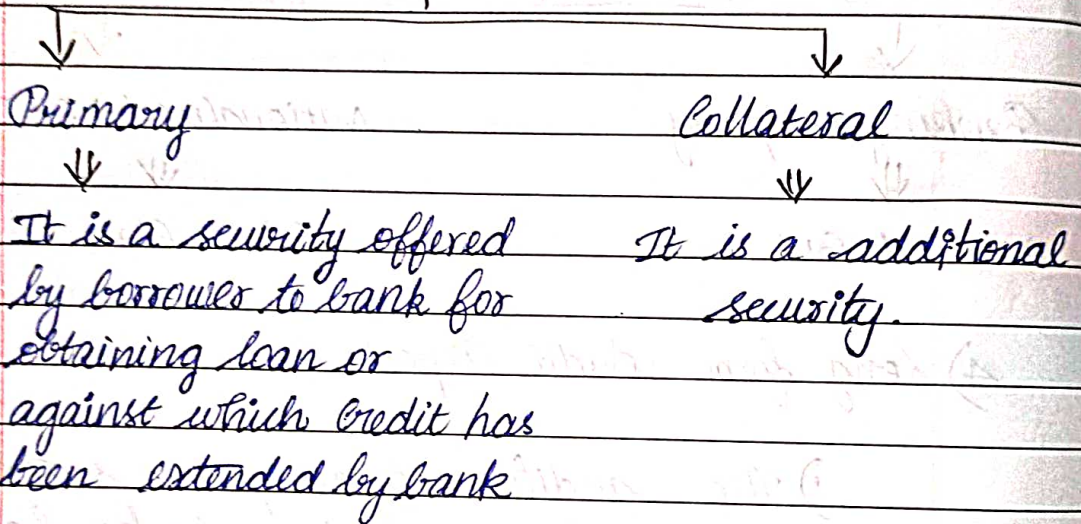 Primary
Collateral
It is a security offered
by borrower to bank for
obtaining loan or
against which credit has
been extended by bank
It is a additional
security.